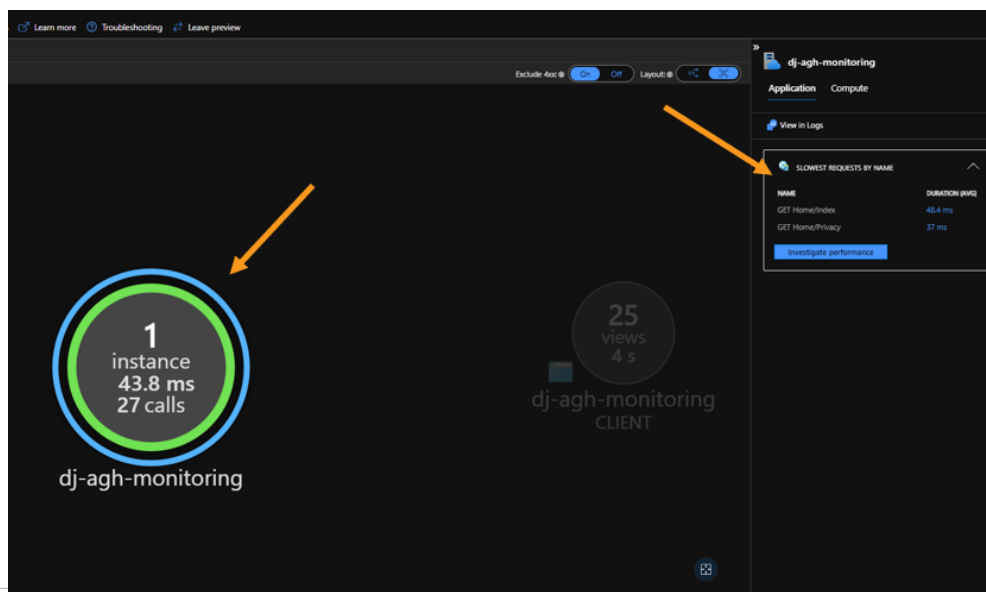 Learn more Troubleshooting Leave preview
Exclude 4xx: On Off Layout:
1
instance
43.8 ms
27 calls
dj-agh-monitoring
25
views
4 s
dj-agh-monitoring
CLIENT
dj-agh-monitoring
Application Compute
View in Logs
SLOWEST REQUESTS BY NAME
NAME DURATION (AVG)
GET Home/Index 48.4 ms
GET Home/Privacy 37 ms
Investigate performance